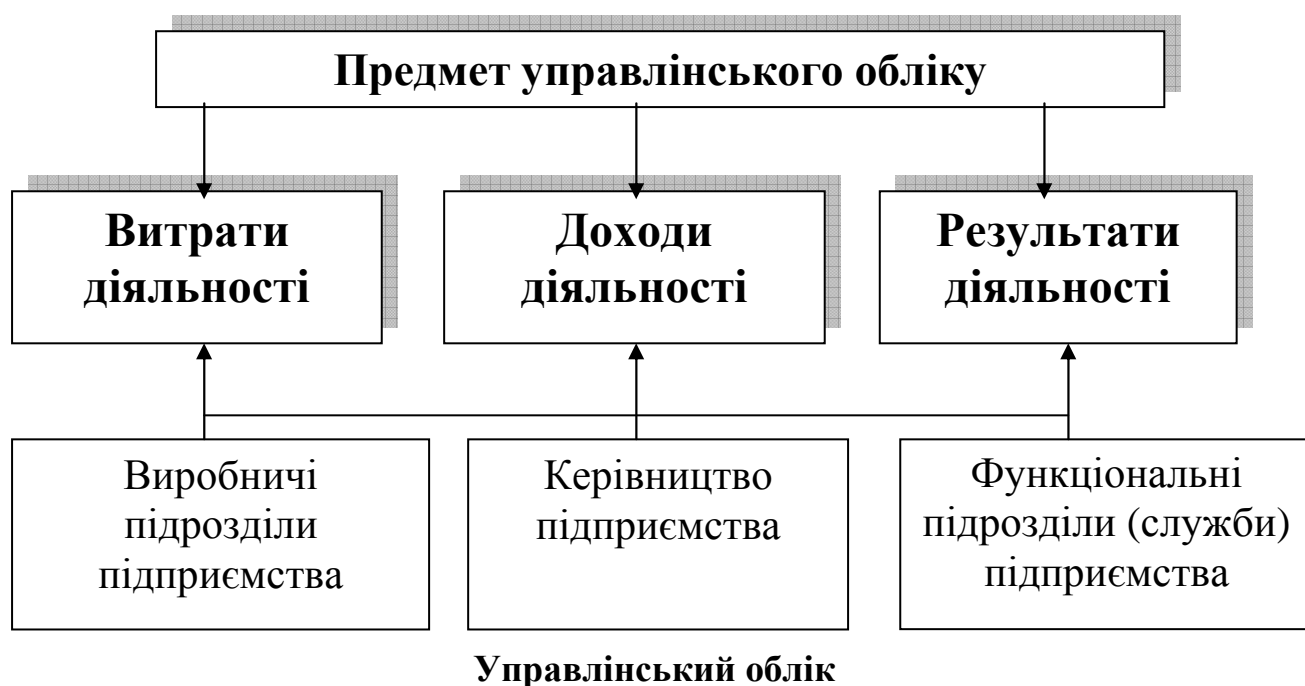 Предмет управлінського обліку
Витрати
діяльності
Доходи
діяльності
Результати
діяльності
Виробничі
підрозділи
підприємства
Керівництво
підприємства
Функціональні
підрозділи (служби)
підприємства
Управлінський облік